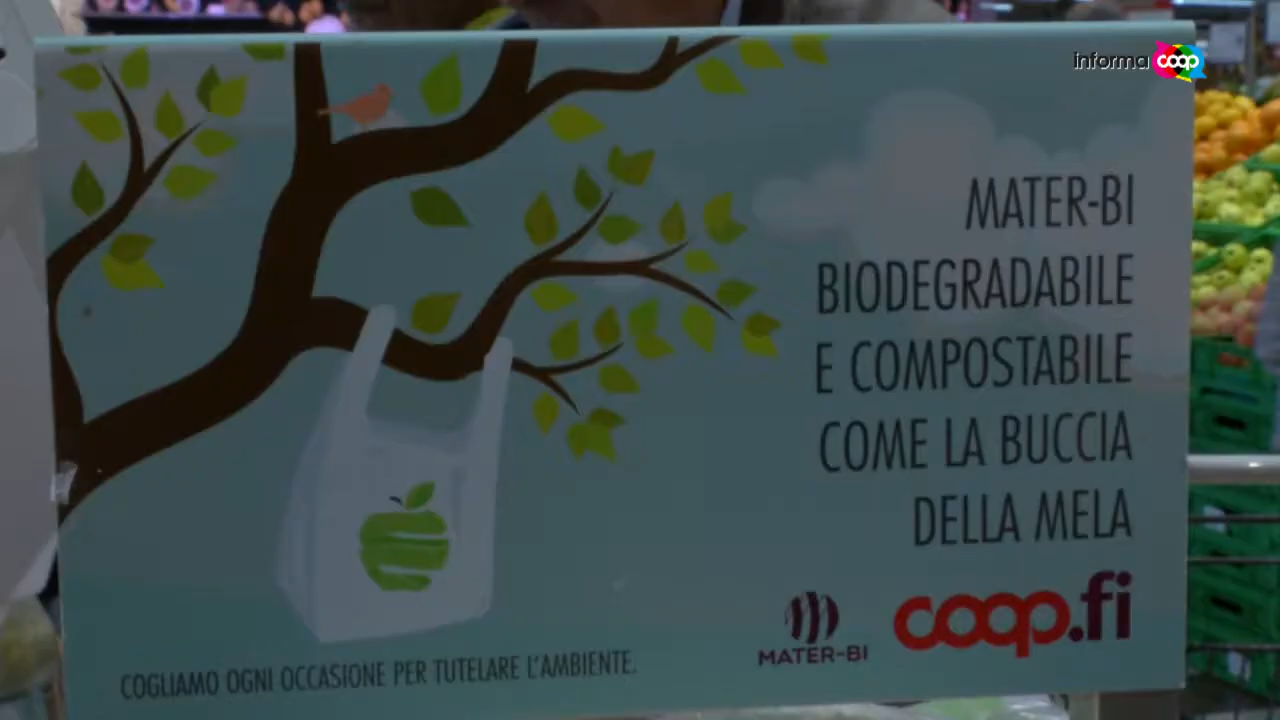 informa coop
MATER-BI
BIODEGRADABILE
E COMPOSTABILE
COME LA BUCCIA
DELLA MELA
MATER-BI
coop.fi
COGLIAMO OGNI OCCASIONE PER TUTELARE L'AMBIENTE.